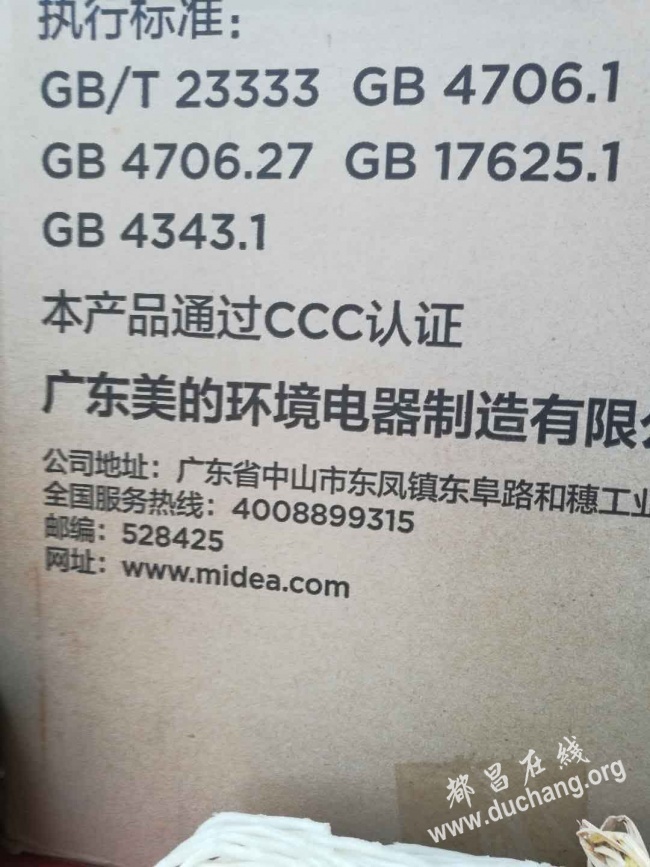 执行标准：
GB/T 23333 GB 4706.1
GB 4706.27 GB 17625.1
GB 4343.1
本产品通过CCC认证
广东美的环境电器制造有限
公司地址：广东省中山市东凤镇东阜路和穗工业
全国服务热线：4008899315
邮编：528425
网址：www.midea.com
都昌在线
www.duchang.org